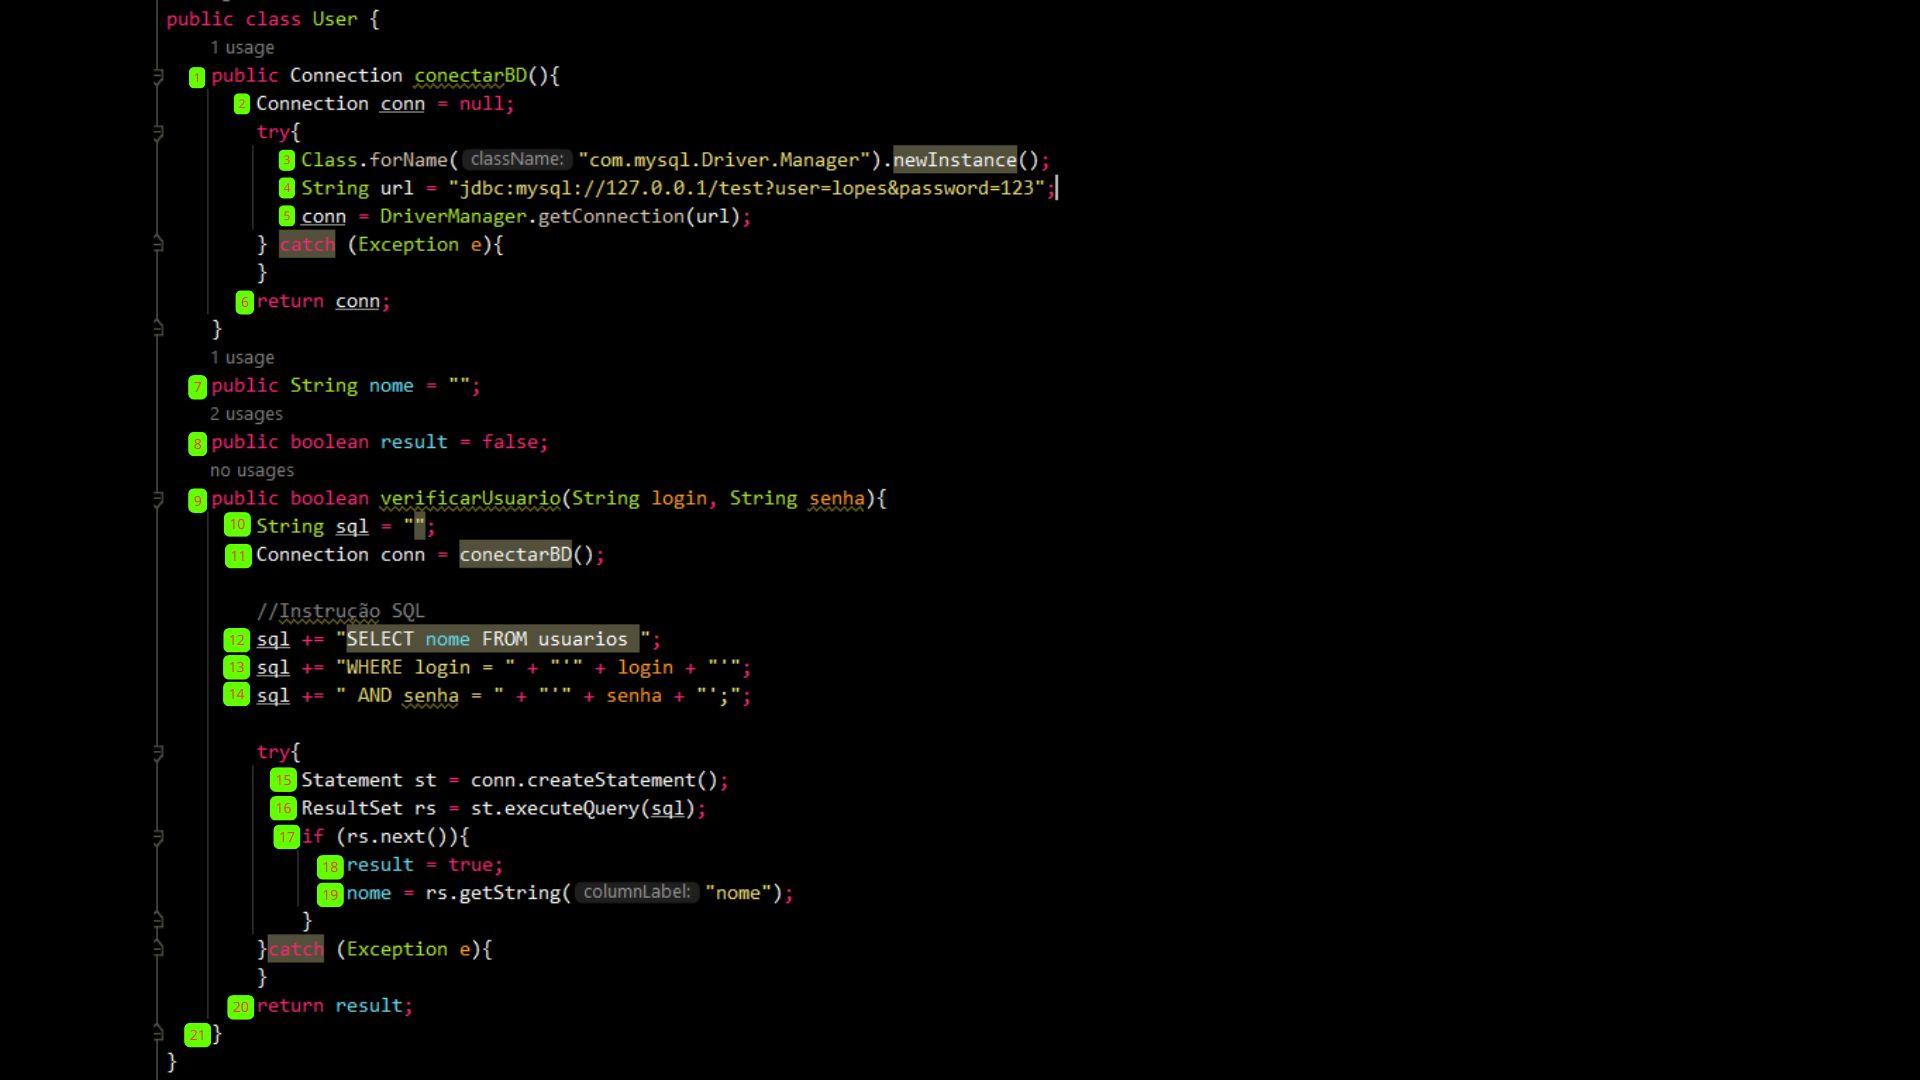 public class User {
1 usage
1 public Connection conectarBD(){
2 Connection conn = null;
try{
3 Class.forName( className: "com.mysql.Driver.Manager").newInstance();
4 String url = "jdbc:mysql://127.0.0.1/test?user=lopes&password=123";
5 conn = DriverManager.getConnection(url);
} catch (Exception e){
}
6 return conn;
}
1 usage
7 public String nome = "";
2 usages
8 public boolean result = false;
no usages
9 public boolean verificarUsuario(String login, String senha){
10 String sql = "";
11 Connection conn = conectarBD();
//Instrução SQL
12 sql += "SELECT nome FROM usuarios ";
13 sql += "WHERE login = " + "'" + login + "'";
14 sql += " AND senha = " + "'" + senha + "';";
try{
15 Statement st = conn.createStatement();
16 ResultSet rs = st.executeQuery(sql);
17 if (rs.next()){
18 result = true;
19 nome = rs.getString( columnLabel: "nome");
}
}catch (Exception e){
}
20 return result;
21 }
}